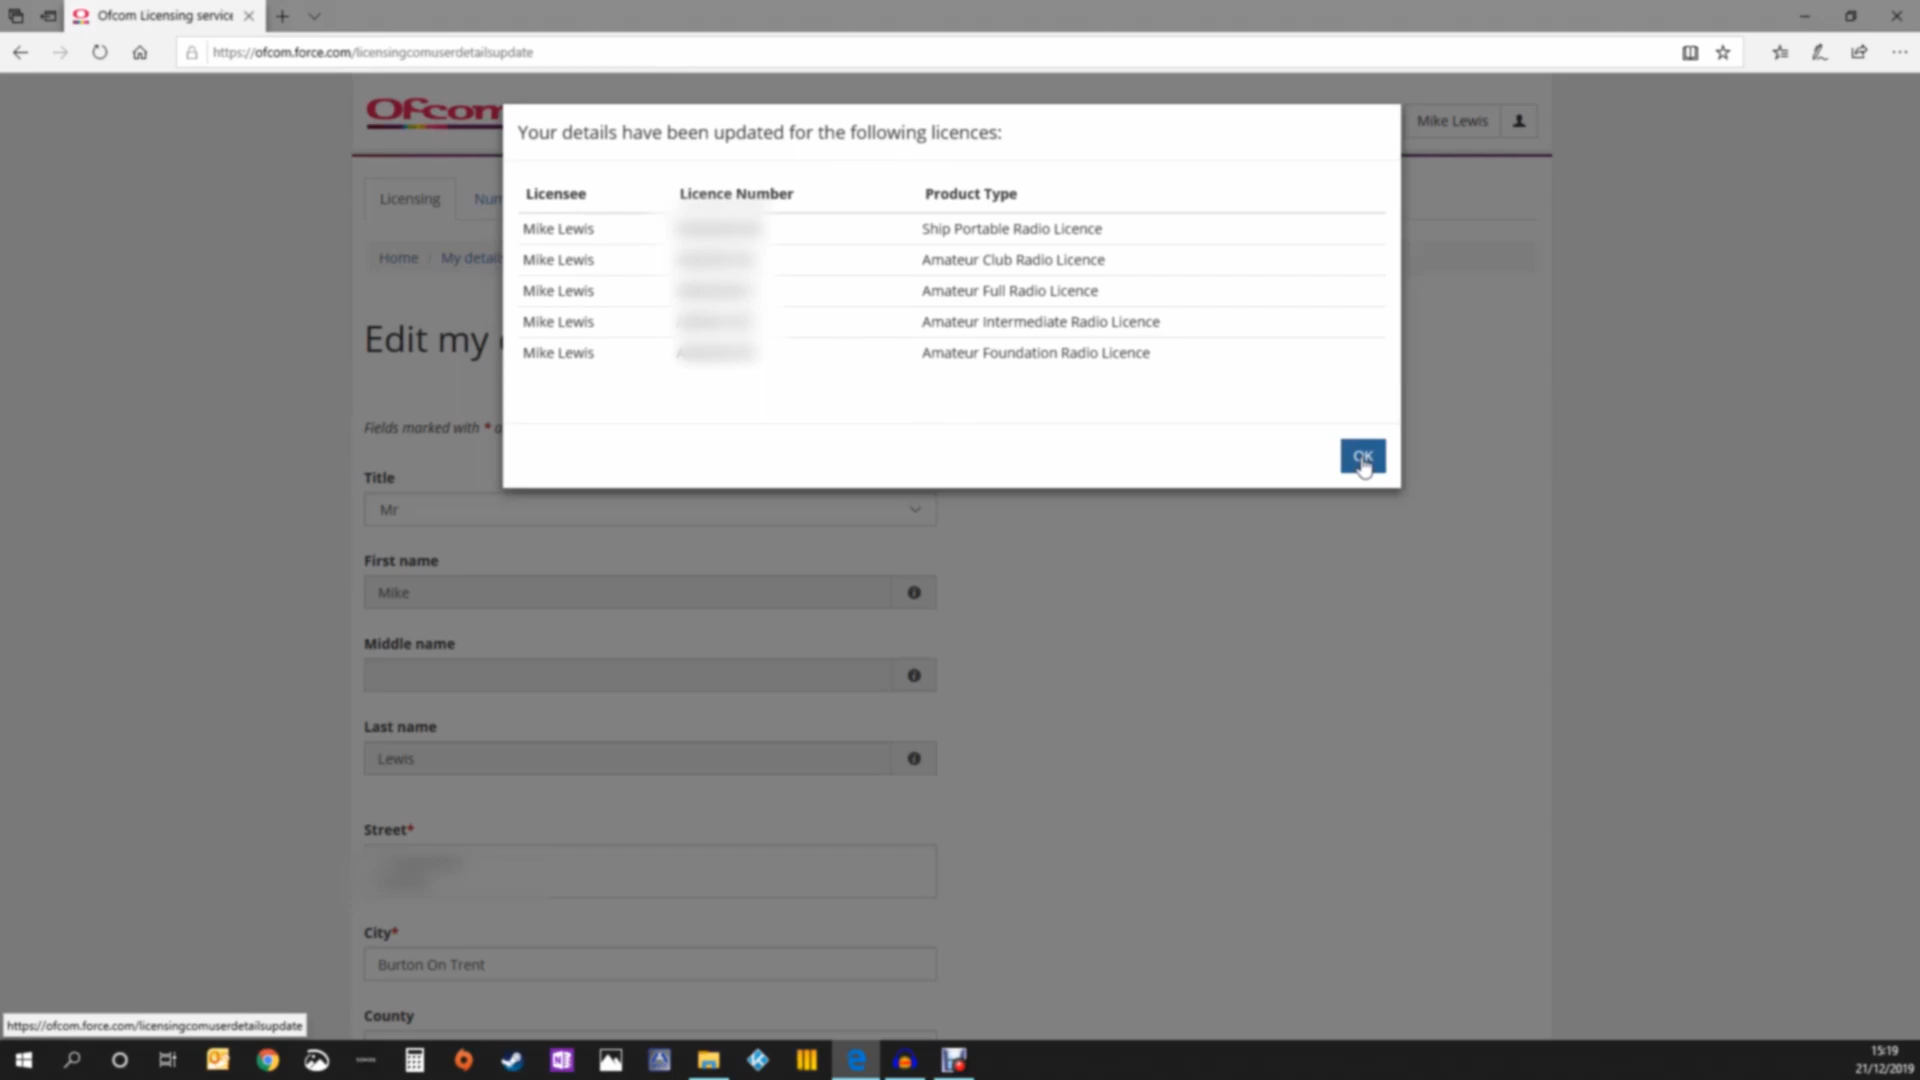 Ofcom Licensing service
https://ofcom.force.com/licensingcomuserdetailsupdate
Ofcom
Mike Lewis
Your details have been updated for the following licences:
Licensee Licence Number Product Type
Mike Lewis Ship Portable Radio Licence
Mike Lewis Amateur Club Radio Licence
Mike Lewis Amateur Full Radio Licence
Mike Lewis Amateur Intermediate Radio Licence
Mike Lewis Amateur Foundation Radio Licence
OK
Licensing Num
Home / My details
Edit my
Fields marked with *
Title
Mr
First name
Mike
Middle name
Last name
Lewis
Street*
City*
Burton On Trent
County
https://ofcom.force.com/licensingcomuserdetailsupdate
15:19
21/12/2019